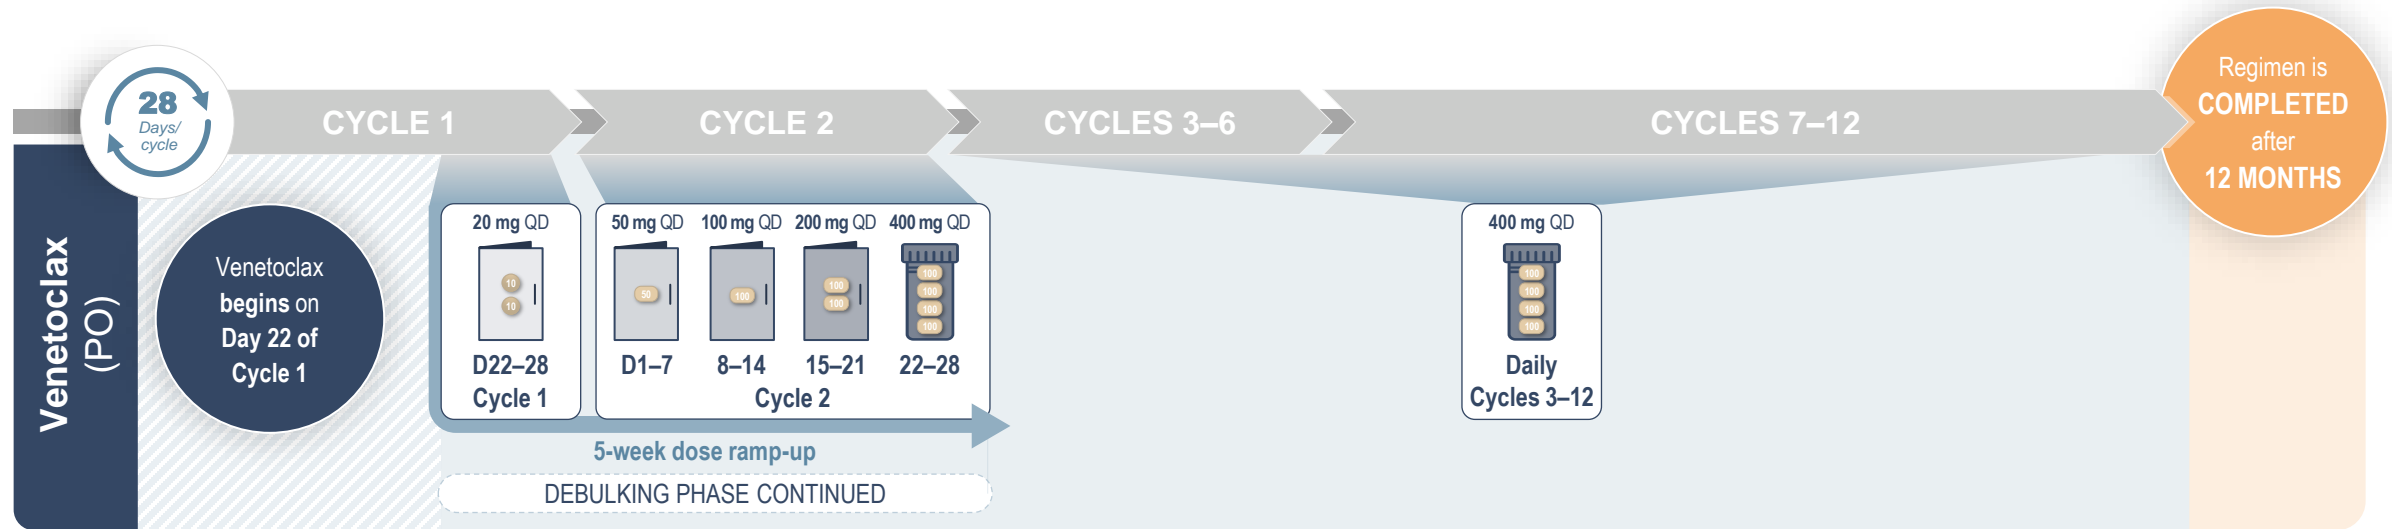 28
Days/
cycle
CYCLE 1
CYCLE 2
CYCLES 3–6
CYCLES 7–12
Regimen is
COMPLETED
after
12 MONTHS
Venetoclax
(PO)
Venetoclax
begins on
Day 22 of
Cycle 1
20 mg QD
10
10
D22–28
Cycle 1
50 mg QD
100 mg QD
200 mg QD
400 mg QD
50
100
100
100
100
100
100
100
D1–7
8–14
15–21
22–28
Cycle 2
400 mg QD
100
100
100
100
Daily
Cycles 3–12
5-week dose ramp-up
DEBULKING PHASE CONTINUED